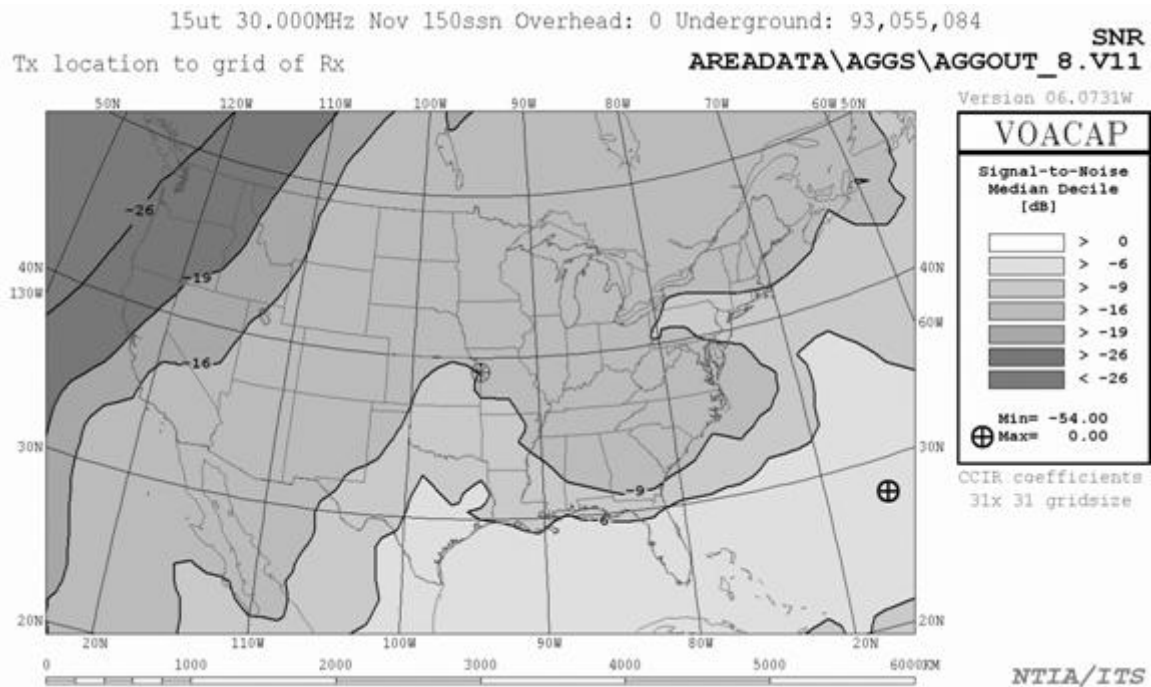 15ut 30.000MHz Nov 150ssn Overhead: 0 Underground: 93,055,084
SNR
Tx location to grid of Rx
AREADATA\AGGS\AGGOUT_8.V11
Version 06.0731W
50N 120W 110W 100W 90W 80W 70W 60W 50N
VOACAP
Signal-to-Noise
Median Decile
[dB]
> 0
> -6
> -9
> -16
> -19
> -26
< -26
Min= -54.00
Max= 0.00
CCIR coefficients
31x 31 gridsize
-26
40N
-19
40N
130W
60W
-16
30N
30N
-9
-6
20N
20N
20N 110W 100W 90W 80W 20N
0 1000 2000 3000 4000 5000 6000KM
NTIA/ITS